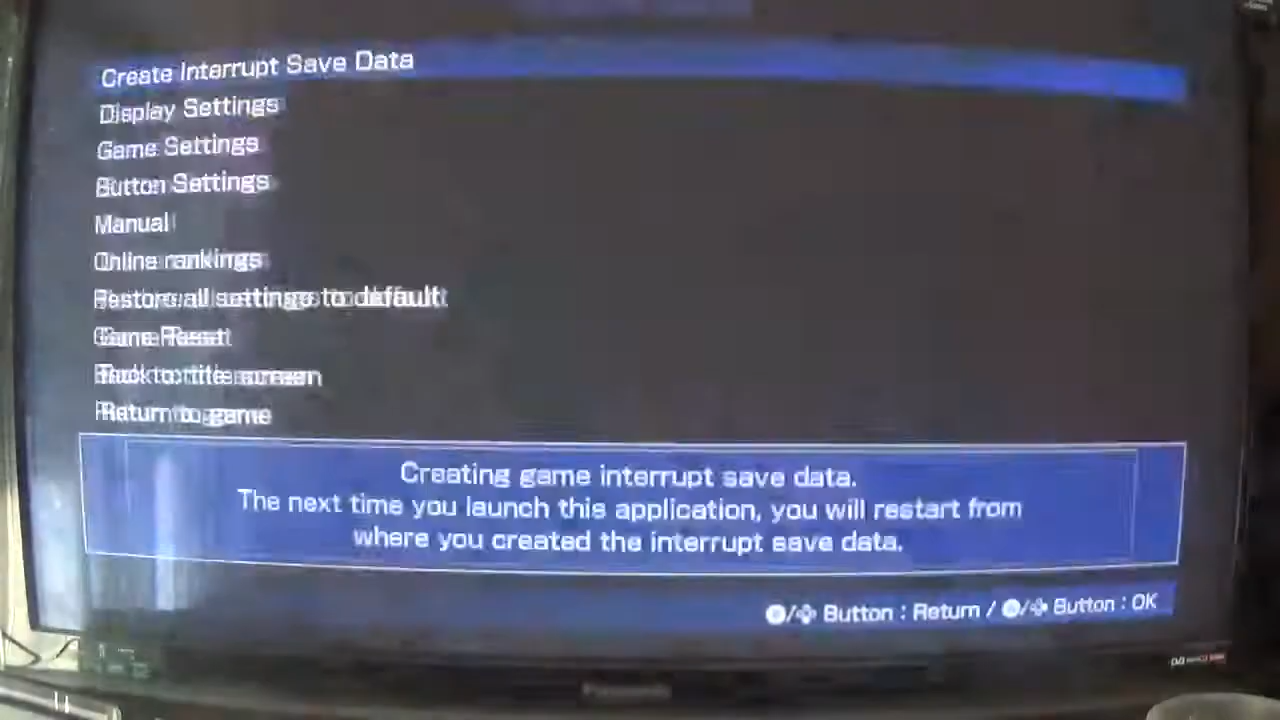 Create Interrupt Save Data
Display Settings
Game Settings
Button Settings
Manual
Online rankings
Restore all settings to default
Game Reset
Back to title screen
Return to game
Creating game interrupt save data.
The next time you launch this application, you will restart from
where you created the interrupt save data.
Button : Return / Button : OK
Panasonic